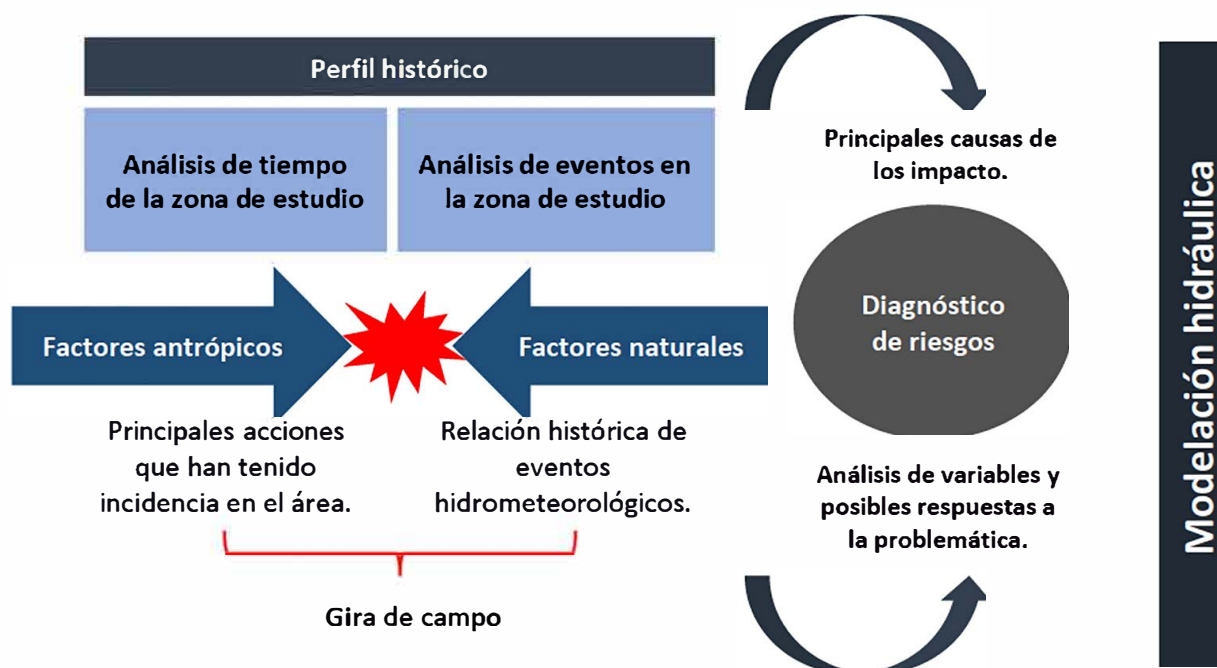 Perfil histórico
Análisis de tiempo
de la zona de estudio
Análisis de eventos en
la zona de estudio
Factores antrópicos
Factores naturales
Principales acciones
que han tenido
incidencia en el área.
Relación histórica de
eventos
hidrometeorológicos.
Gira de campo
Principales causas de
los impacto.
Diagnóstico
de riesgos
Análisis de variables y
posibles respuestas a
la problemática.
Modelación hidráulica